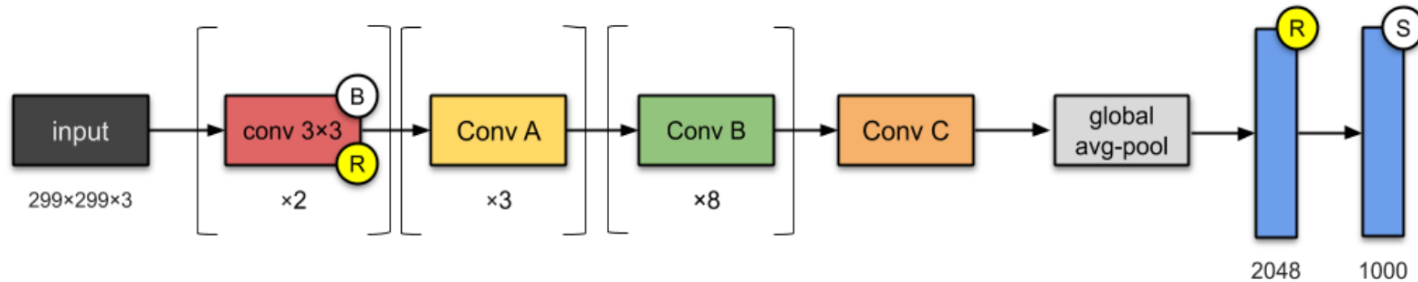 input
299×299×3
conv 3×3
B
R
×2
Conv A
×3
Conv B
×8
Conv C
global
avg-pool
R
2048
S
1000